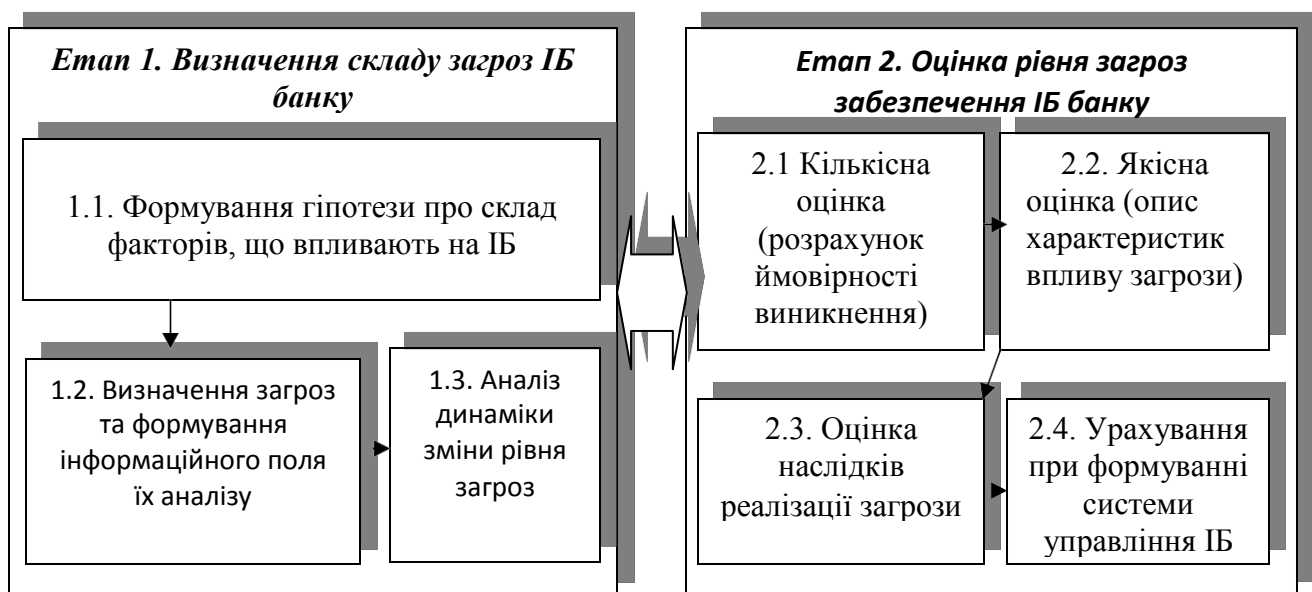 Етап 1. Визначення складу загроз ІБ
банку
1.1. Формування гіпотези про склад
факторів, що впливають на ІБ
1.2. Визначення загроз
та формування
інформаційного поля
їх аналізу
1.3. Аналіз
динаміки
зміни рівня
загроз
Етап 2. Оцінка рівня загроз
забезпечення ІБ банку
2.1 Кількісна
оцінка
(розрахунок
ймовірності
виникнення)
2.2. Якісна
оцінка (опис
характеристик
впливу загрози)
2.3. Оцінка
наслідків
реалізації загрози
2.4. Урахування
при формуванні
системи
управління ІБ